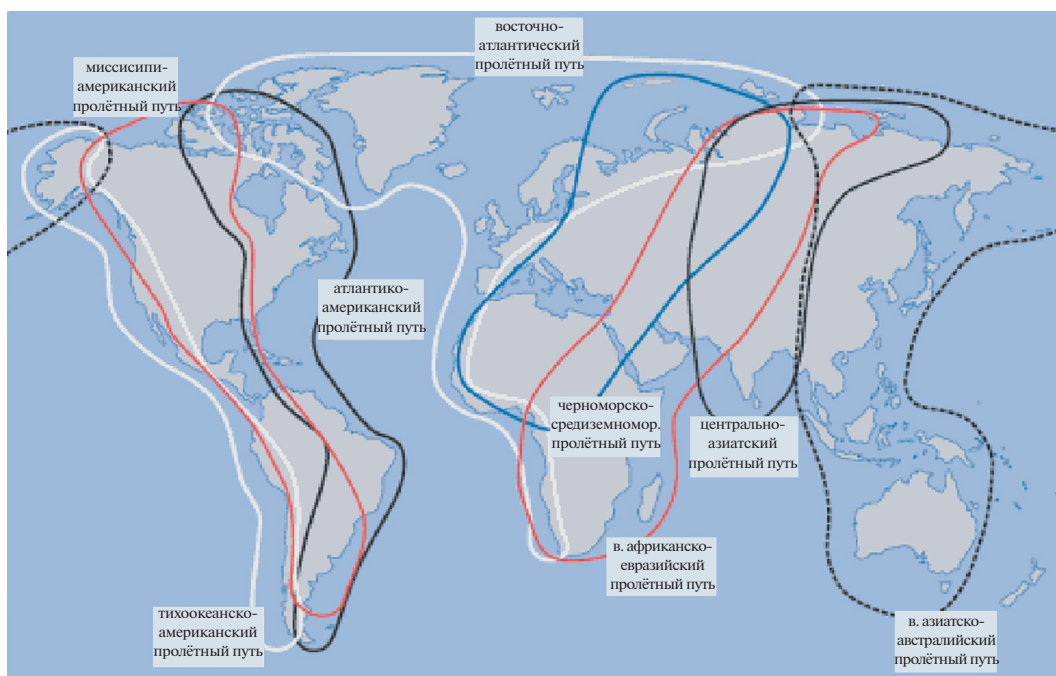 восточно-
атлантический
пролётный путь
миссисипи-
американский
пролётный путь
атлантико-
американский
пролётный путь
черноморско-
средиземномор.
пролётный путь
центрально-
азиатский
пролётный путь
в. африканско-
евразийский
пролётный путь
тихоокеанско-
американский
пролётный путь
в. азиатско-
австралийский
пролётный путь